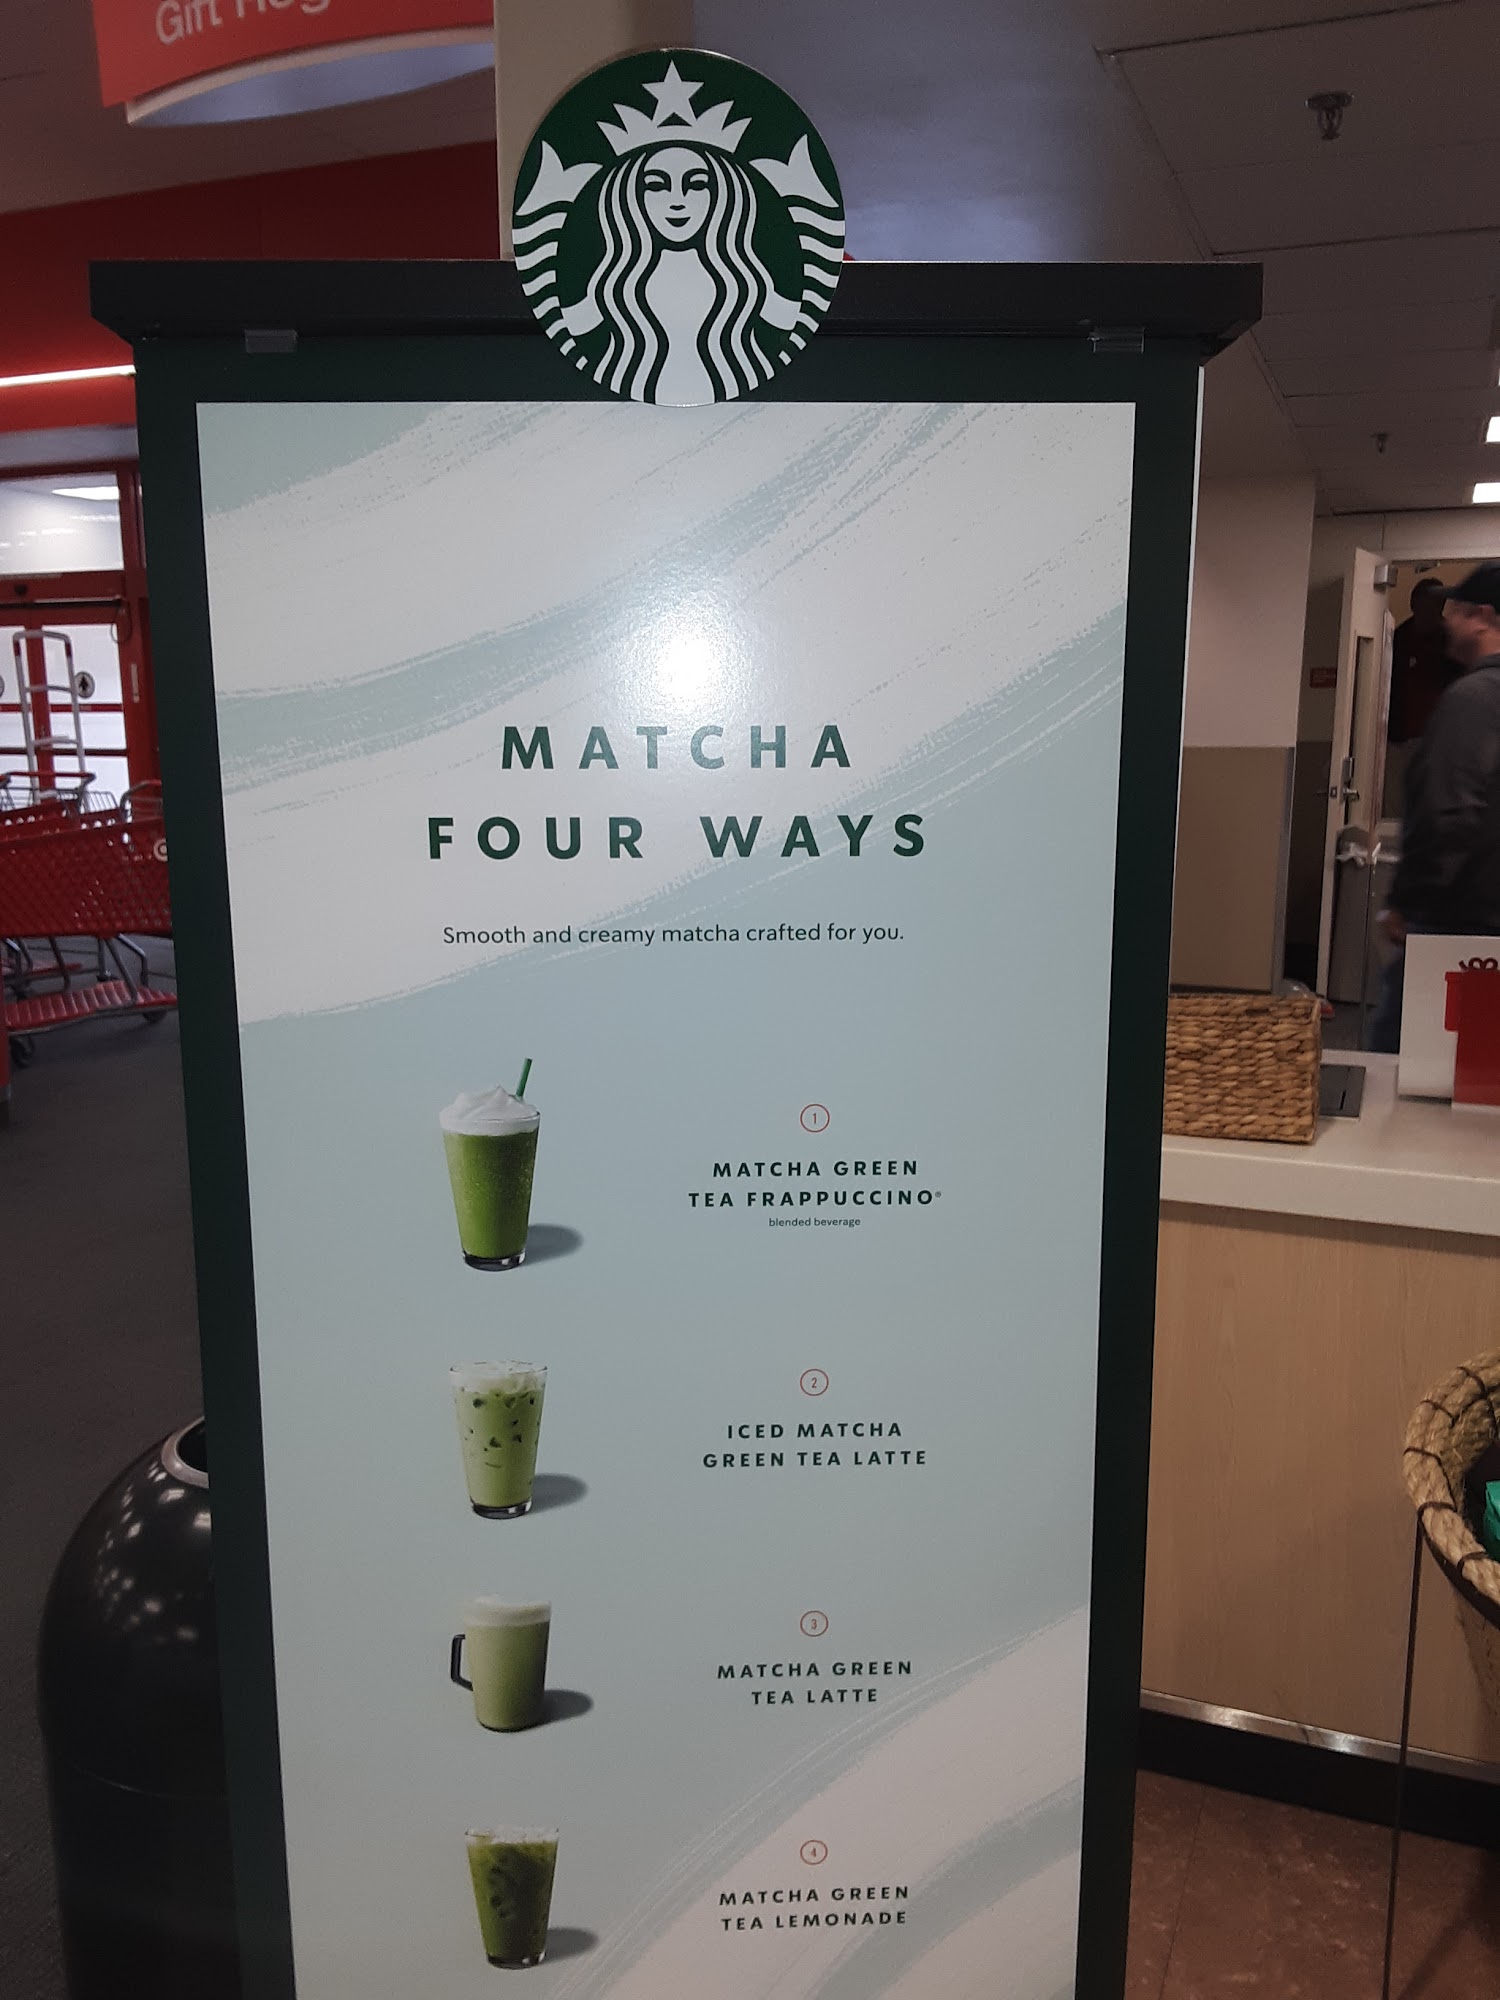 Gift
MATCHA
FOUR WAYS
Smooth and creamy matcha crafted for you.
1
MATCHA GREEN
TEA FRAPPUCCINO®
blended beverage
2
ICED MATCHA
GREEN TEA LATTE
3
MATCHA GREEN
TEA LATTE
4
MATCHA GREEN
TEA LEMONADE